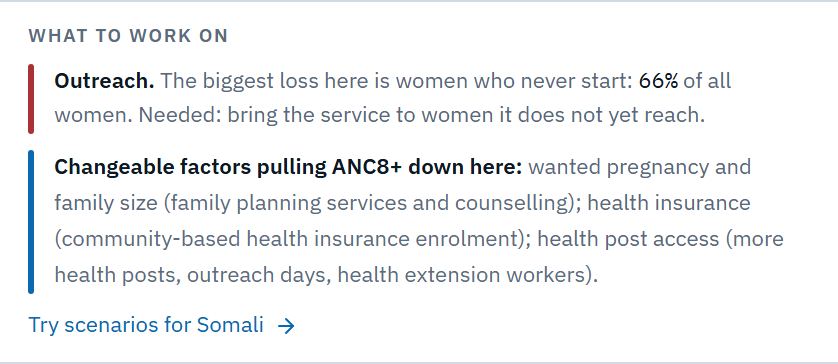 WHAT TO WORK ON
Outreach. The biggest loss here is women who never start: 66% of all
women. Needed: bring the service to women it does not yet reach.
Changeable factors pulling ANC8+ down here: wanted pregnancy and
family size (family planning services and counselling); health insurance
(community-based health insurance enrolment); health post access (more
health posts, outreach days, health extension workers).
Try scenarios for Somali →